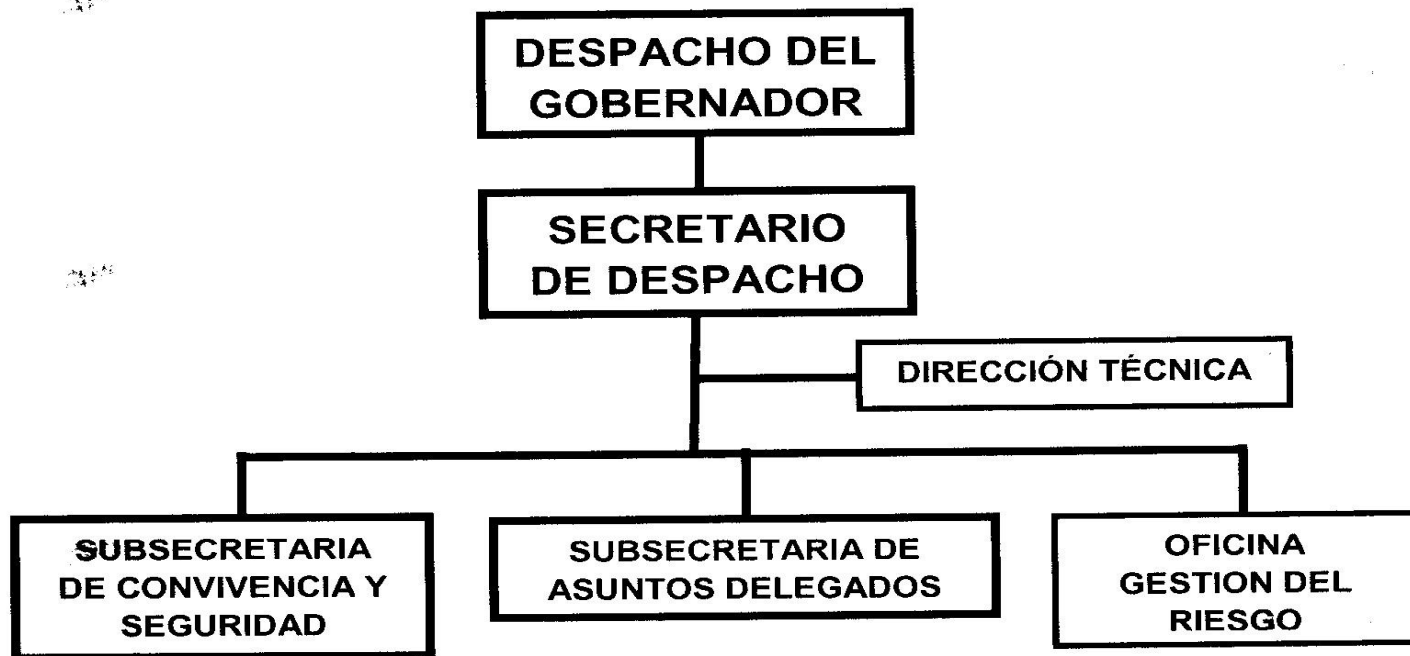 DESPACHO DEL
GOBERNADOR
SECRETARIO
DE DESPACHO
DIRECCIÓN TÉCNICA
SUBSECRETARIA
DE CONVIVENCIA Y
SEGURIDAD
SUBSECRETARIA DE
ASUNTOS DELEGADOS
OFICINA
GESTION DEL
RIESGO